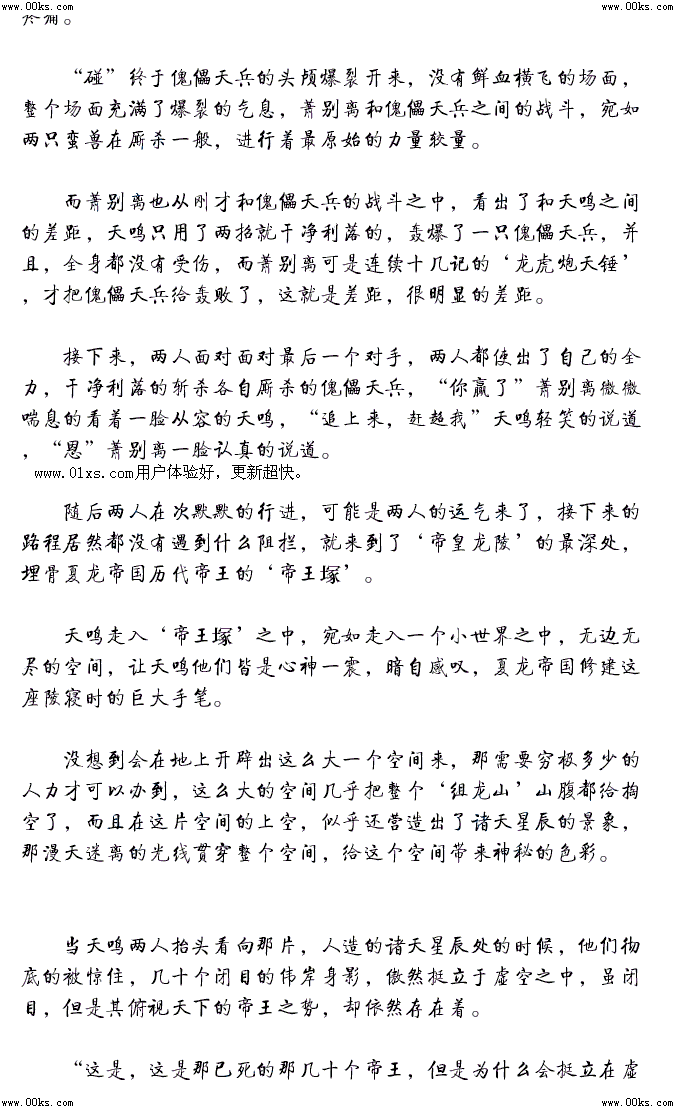 www.00ks.com www.00ks.com
疼痛。
“碰”终于傀儡天兵的头颅爆裂开来，没有鲜血横飞的场面，
整个场面充满了爆裂的气息，萧别离和傀儡天兵之间的战斗，宛如
两只蛮兽在厮杀一般，进行着最原始的力量较量。
而萧别离也从刚才和傀儡天兵的战斗之中，看出了和天鸣之间
的差距，天鸣只用了两招就干净利落的，轰爆了一只傀儡天兵，并
且，全身都没有受伤，而萧别离可是连续十几记的‘龙虎炮天锤’
，才把傀儡天兵给轰败了，这就是差距，很明显的差距。
接下来，两人面对面对最后一个对手，两人都使出了自己的全
力，干净利落的斩杀各自厮杀的傀儡天兵，“你赢了”萧别离微微
喘息的看着一脸从容的天鸣，“追上来，赶超我”天鸣轻笑的说道
，“恩”萧别离一脸认真的说道。
www.01xs.com用户体验好，更新超快。
随后两人在次默默的行进，可能是两人的运气来了，接下来的
路程居然都没有遇到什么阻拦，就来到了‘帝皇龙陵’的最深处，
埋骨夏龙帝国历代帝王的‘帝王塚’。
天鸣走入‘帝王塚’之中，宛如走入一个小世界之中，无边无
尽的空间，让天鸣他们皆是心神一震，暗自感叹，夏龙帝国修建这
座陵寝时的巨大手笔。
没想到会在地上开辟出这么大一个空间来，那需要穷极多少的
人力才可以办到，这么大的空间几乎把整个‘组龙山’山腹都给掏
空了，而且在这片空间的上空，似乎还营造出了诸天星辰的景象，
那漫天迷离的光线贯穿整个空间，给这个空间带来神秘的色彩。
当天鸣两人抬头看向那片，人造的诸天星辰处的时候，他们彻
底的被惊住，几十个闭目的伟岸身影，傲然挺立于虚空之中，虽闭
目，但是其俯视天下的帝王之势，却依然存在着。
“这是，这是那已死的那几十个帝王，但是为什么会挺立在虚
www.00ks.com www.00ks.com